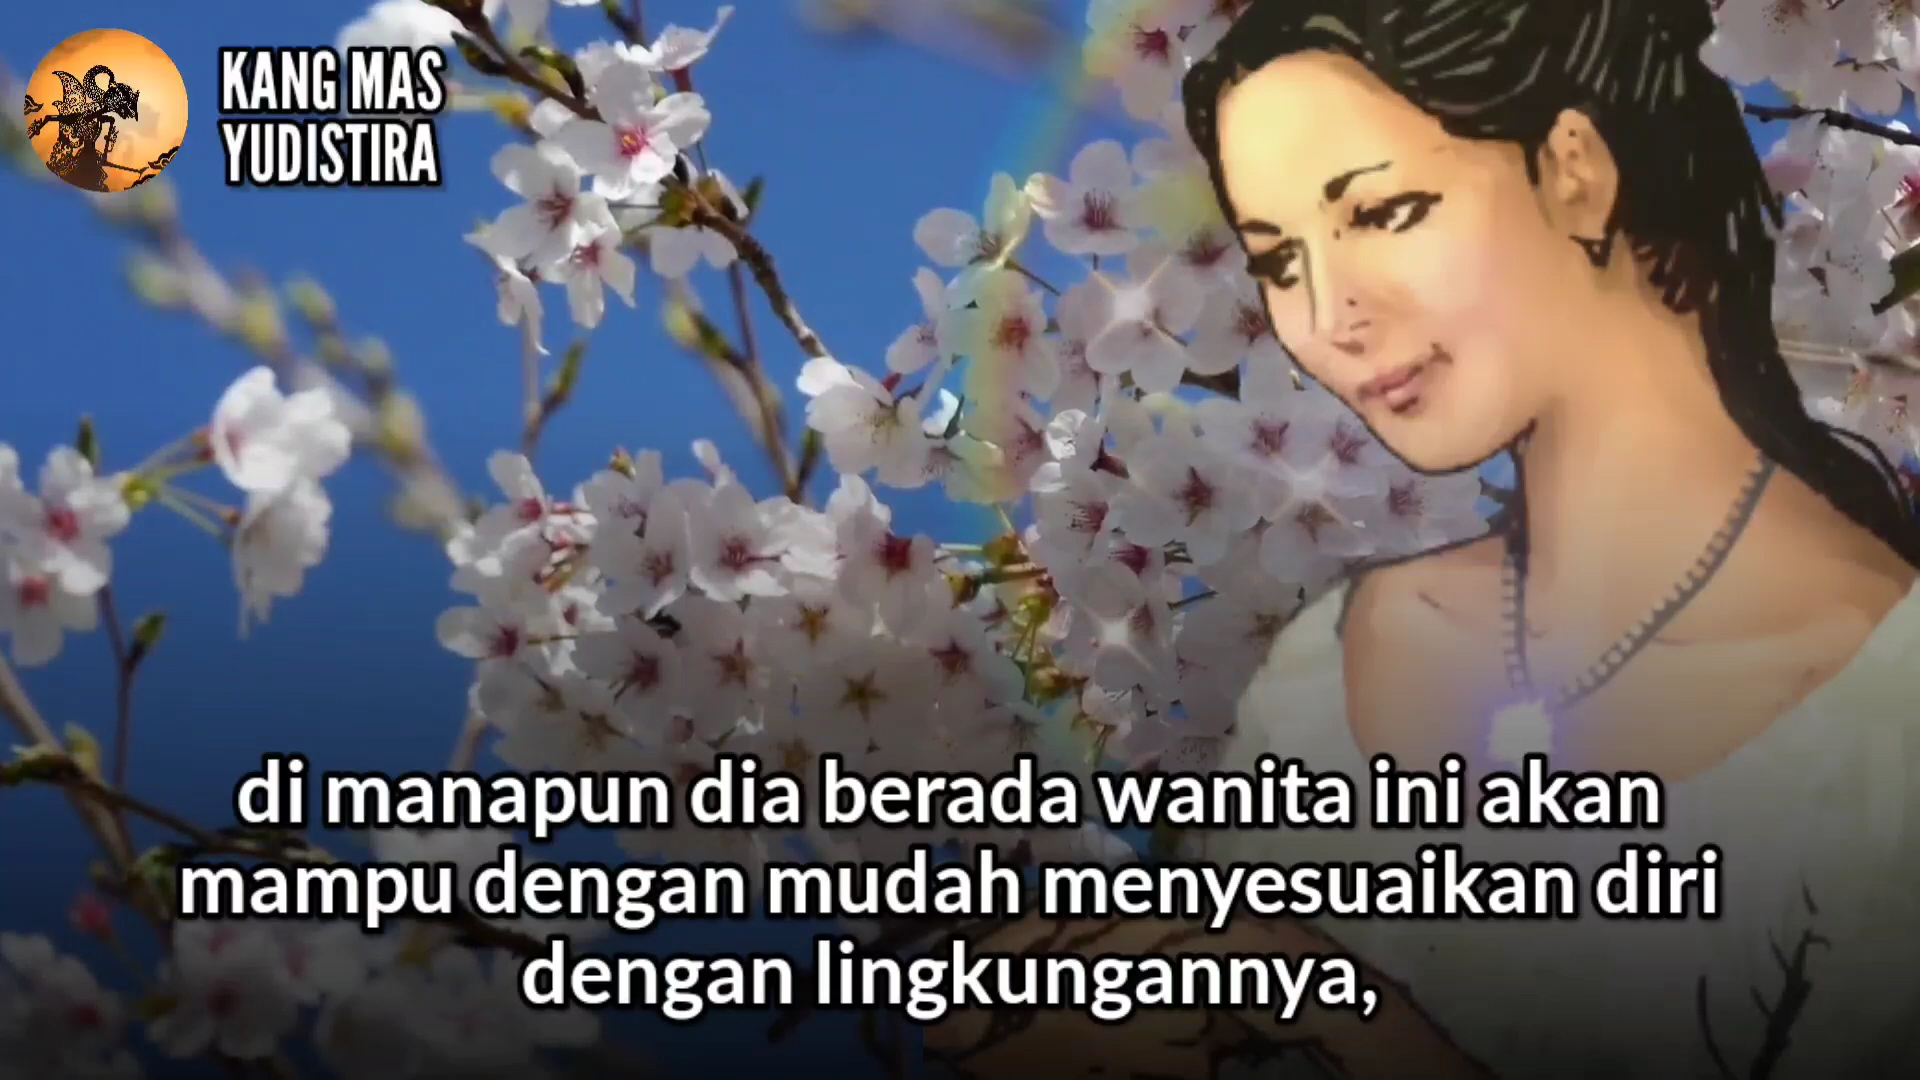 KANG MAS
YUDISTIRA
di manapun dia berada wanita ini akan
mampu dengan mudah menyesuaikan diri
dengan lingkungannya,